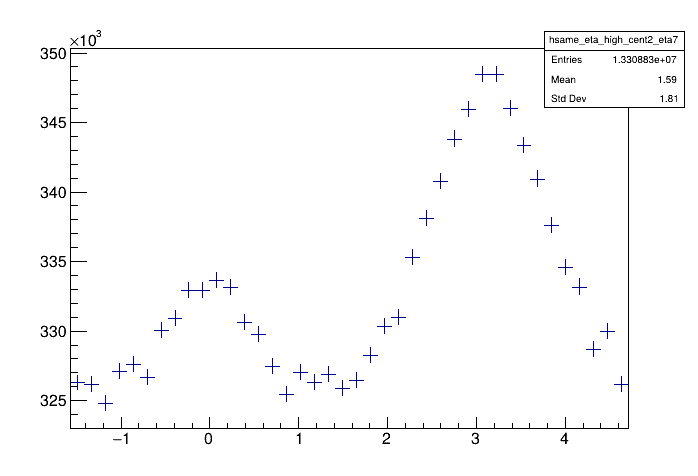 ×10³
hsame_eta_high_cent2_eta7
Entries 1.330883e+07
Mean 1.59
Std Dev 1.81
350
345
340
335
330
325
−1 0 1 2 3 4